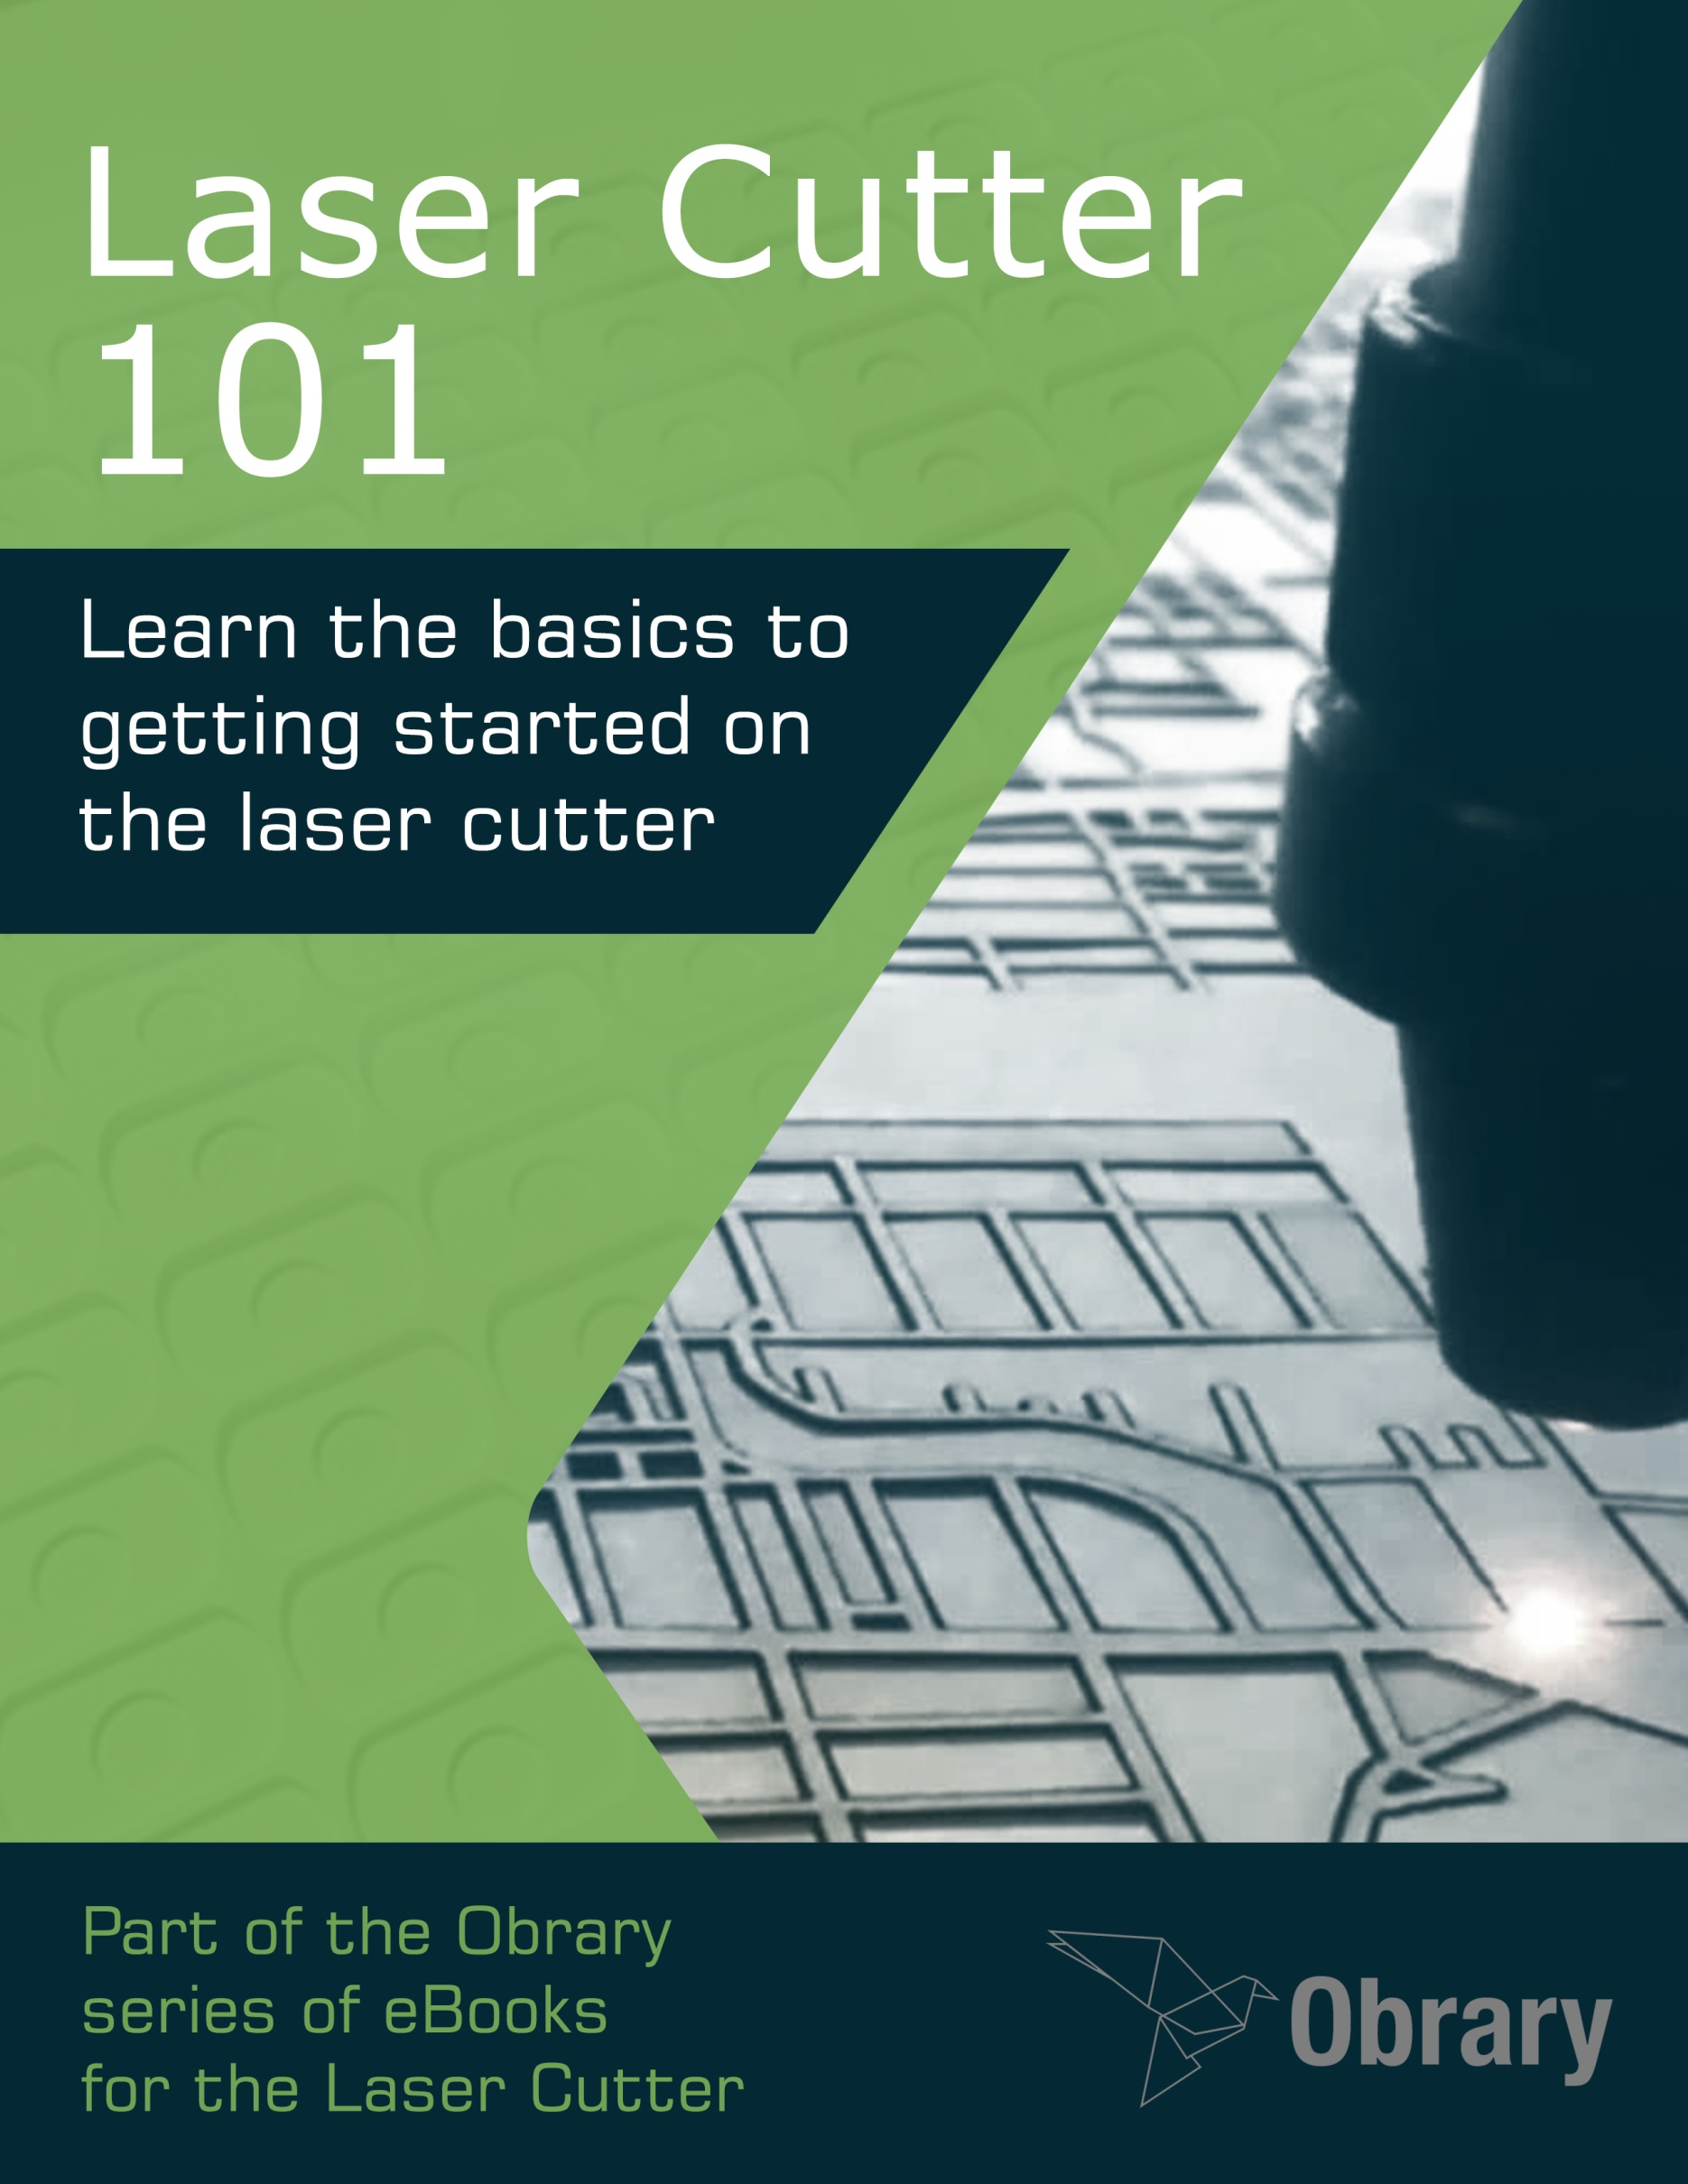 Laser Cutter
101
Learn the basics to
getting started on
the laser cutter
Part of the Obrary
series of eBooks
for the Laser Cutter
Obrary